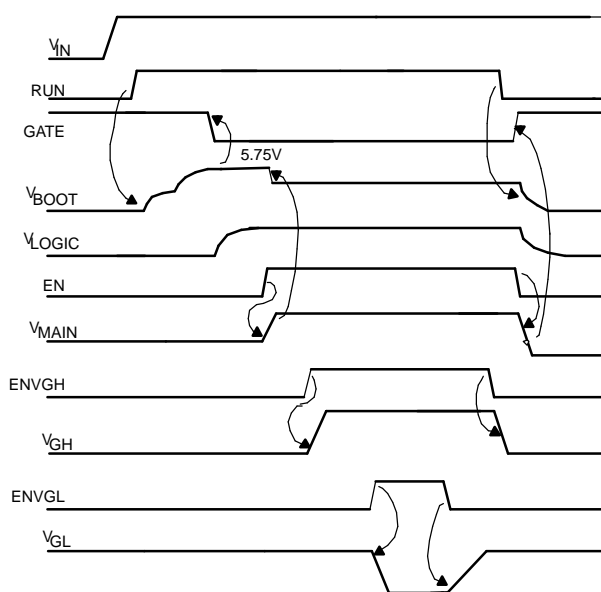 VIN
RUN
GATE
5.75V
VBOOT
VLOGIC
EN
VMAIN
ENVGH
VGH
ENVGL
VGL